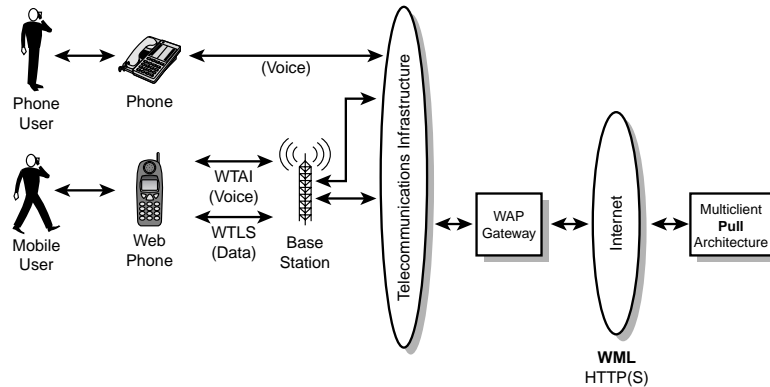 (Voice)
Phone
User
Phone
Telecommunications Infrastructure
WTAI
(Voice)
WTLS
(Data)
Mobile
User
Web
Phone
Base
Station
WAP
Gateway
Internet
Multiclient
Pull
Architecture
WML
HTTP(S)